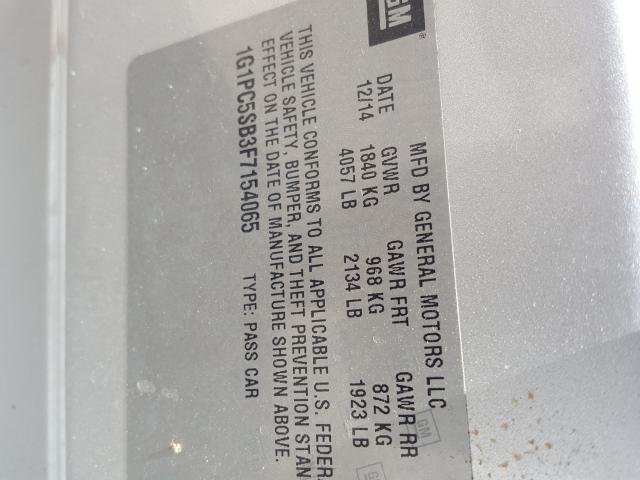 GM
MFD BY GENERAL MOTORS LLC
DATE GVWR GAWR FRT GAWR RR
12/14 1840 KG 968 KG 872 KG
4057 LB 2134 LB 1923 LB
THIS VEHICLE CONFORMS TO ALL APPLICABLE U.S. FEDER
VEHICLE SAFETY, BUMPER, AND THEFT PREVENTION STAN
EFFECT ON THE DATE OF MANUFACTURE SHOWN ABOVE.
1G1PC5SB3F7154065 TYPE: PASS CAR
GM